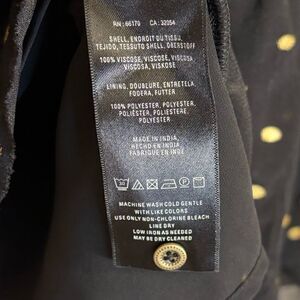 RN: 66170 CA: 32054
SHELL, ENDROIT DU TISSU,
TEJIDO, TESSUTO SHELL, OBERSTOFF
100% VISCOSE, VISCOSE, VISCOSA
VISCOSA, VISKOSE
LINING, DOUBLURE, ENTRETELA,
FODERA, FUTTER
100% POLYESTER, POLYESTER,
POLIÉSTER, POLIESTERE,
POLYESTER
MADE IN INDIA,
HECHO EN INDIA
FABRIQUE EN INDE
30
P
MACHINE WASH COLD GENTLE
WITH LIKE COLORS
USE ONLY NON-CHLORINE BLEACH
LINE DRY
LOW IRON AS NEEDED
MAY BE DRY CLEANED